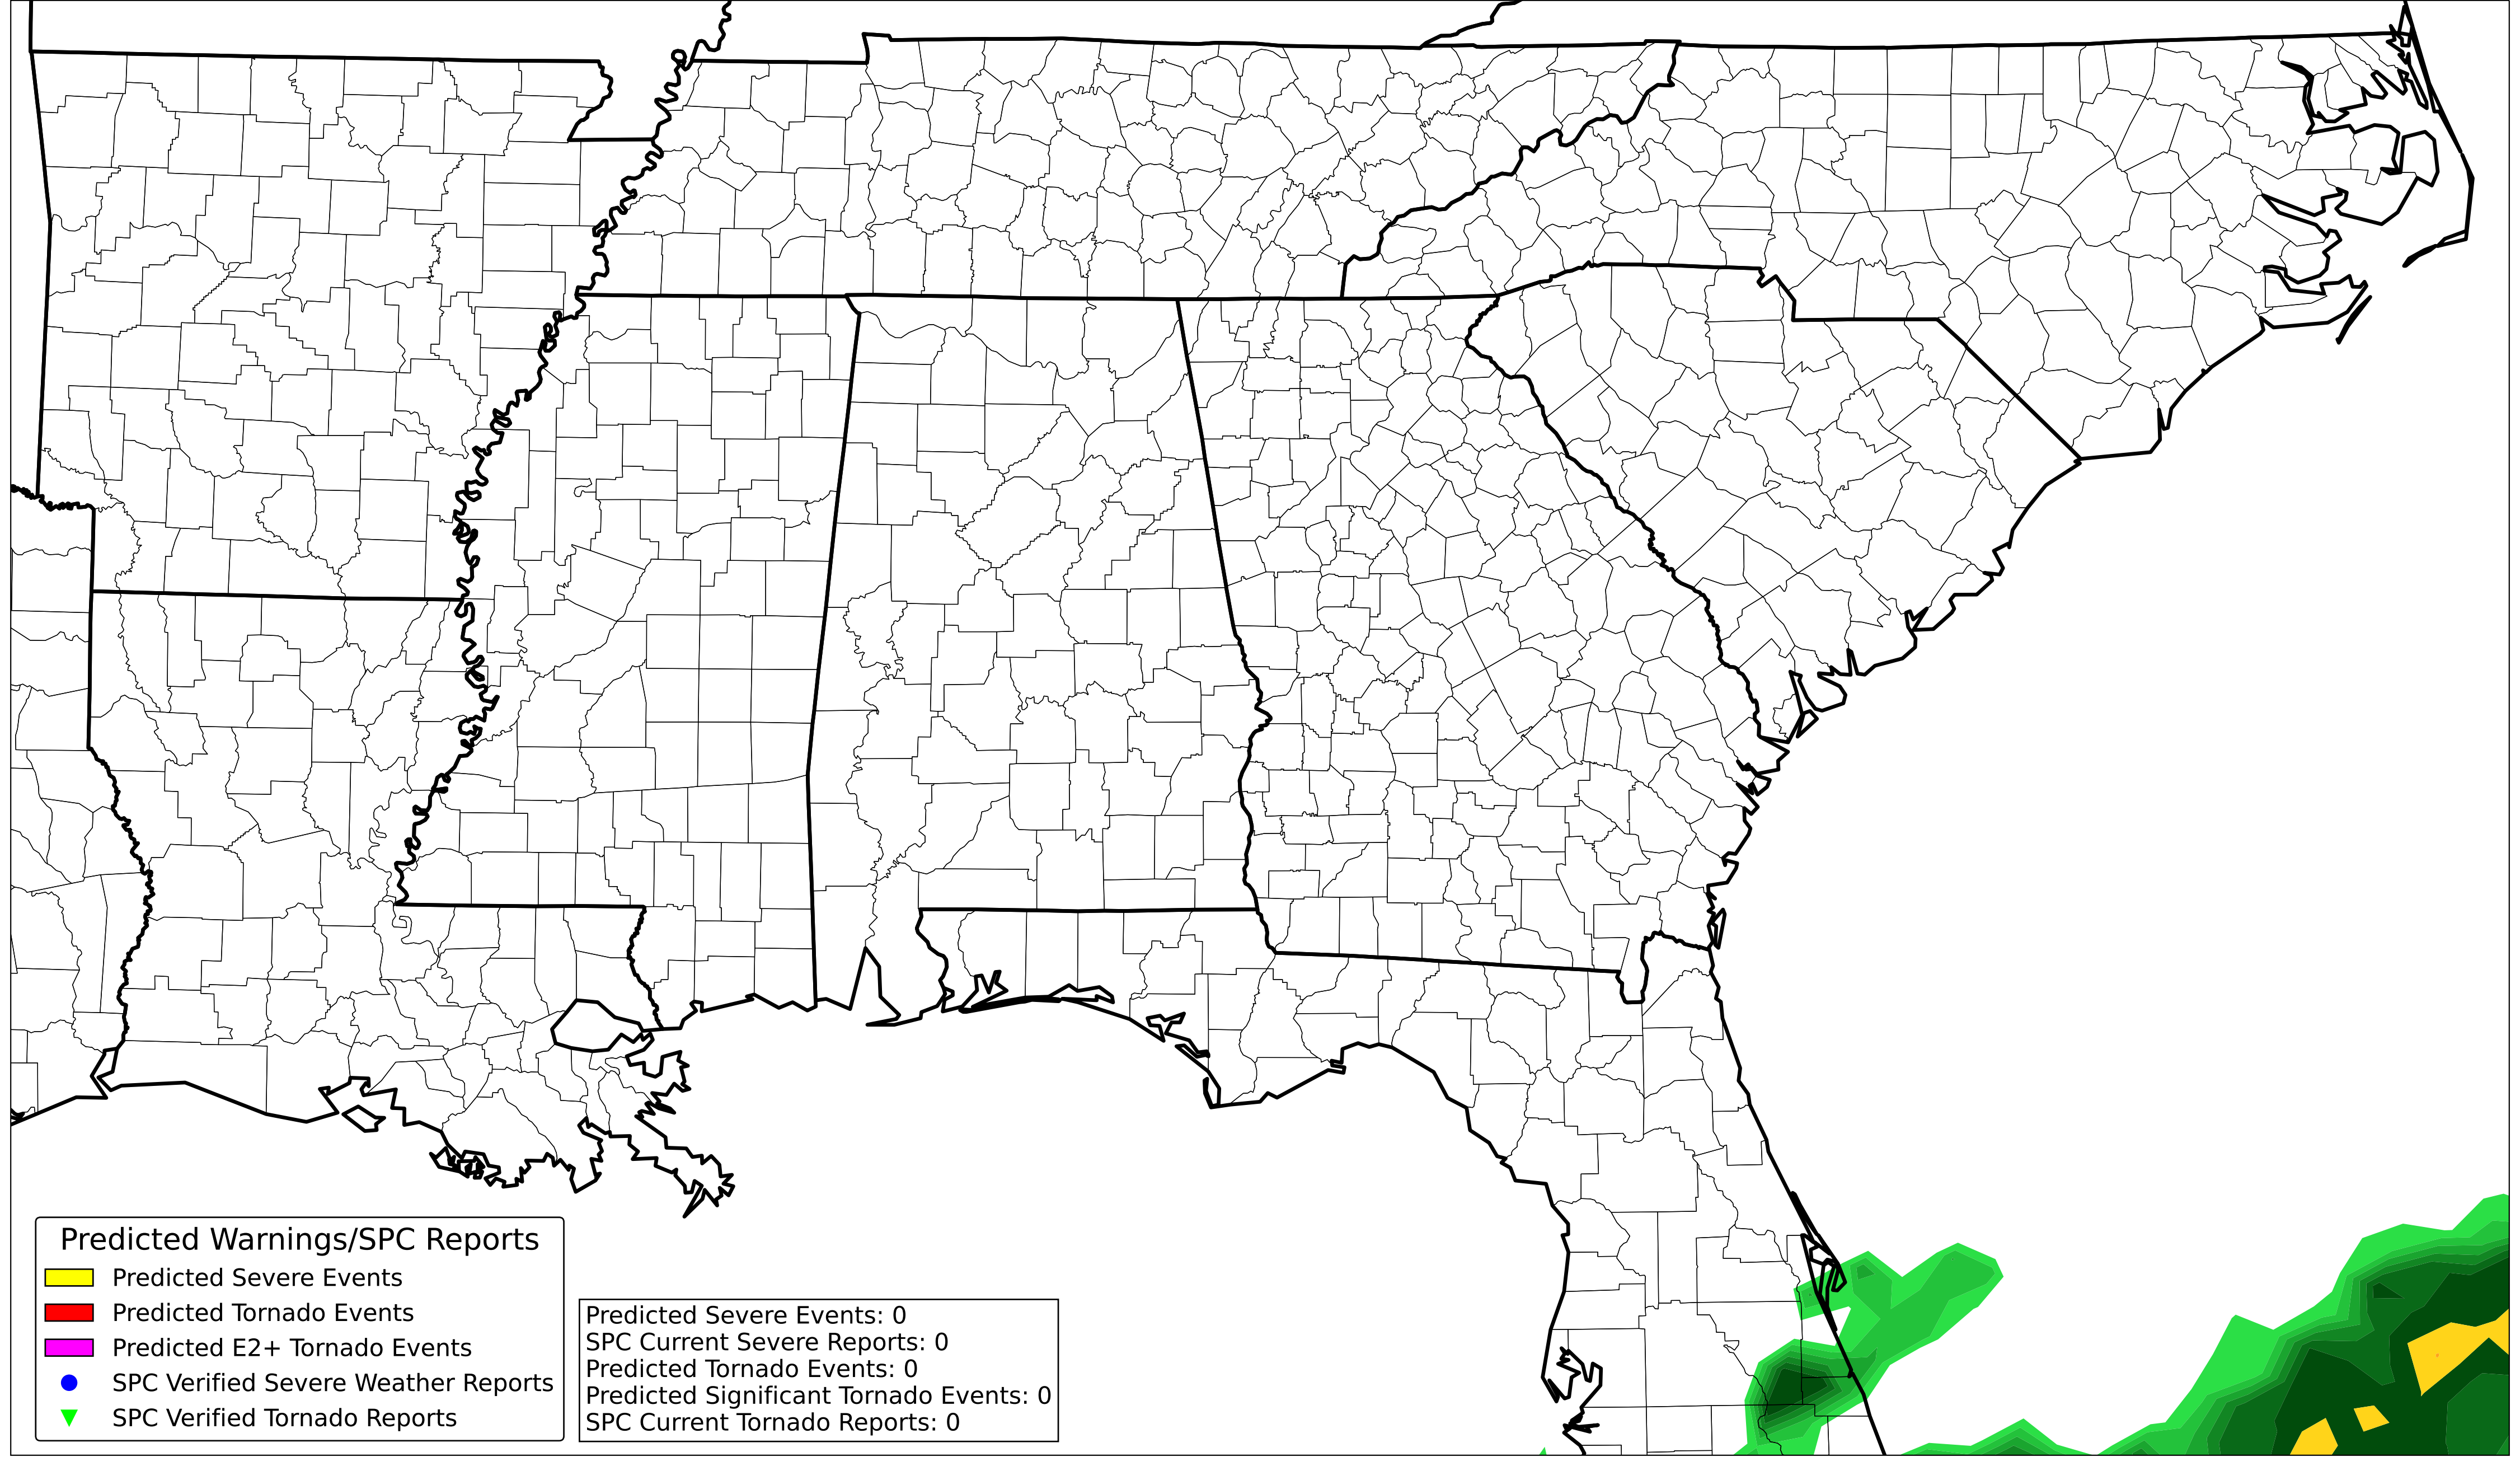 Predicted Warnings/SPC Reports
Predicted Severe Events
Predicted Tornado Events
Predicted E2+ Tornado Events
SPC Verified Severe Weather Reports
SPC Verified Tornado Reports
Predicted Severe Events: 0
SPC Current Severe Reports: 0
Predicted Tornado Events: 0
Predicted Significant Tornado Events: 0
SPC Current Tornado Reports: 0